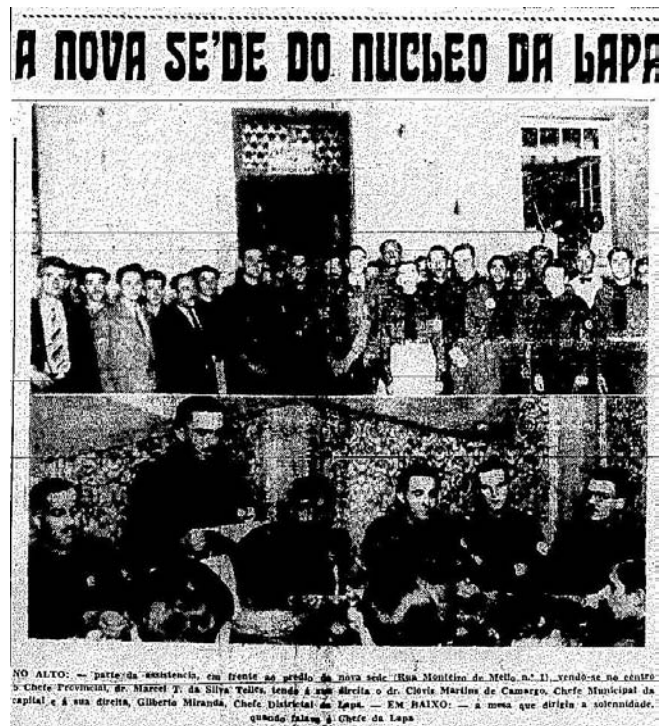 A NOVA SE'DE DO NUCLEO DA LAPA
NO ALTO: — parte da assistencia, em frente ao predio da nova séde (Rua Monteiro de Mello n.° 1), vendo-se no centro
o Chefe Provincial, dr. Marcel T. da Silva Telles, tendo á sua direita o dr. Clóvis Martins de Camargo, Chefe Municipal da
capital e á sua direita, Gilberto Miranda, Chefe Districtal da Lapa. — EM BAIXO: — a mesa que dirigiu a solennidade,
quando falava o Chefe da Lapa